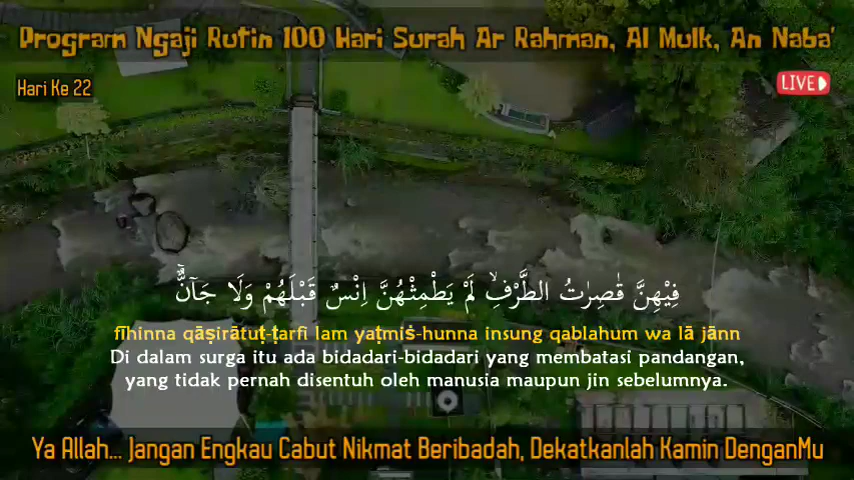 Program Ngaji Rutin 100 Hari Surah Ar Rahman, Al Mulk, An Naba'
Hari Ke 22
LIVE
فِيْهِنَّ قٰصِرٰتُ الطَّرْفِۙ لَمْ يَطْمِثْهُنَّ اِنْسٌ قَبْلَهُمْ وَلَا جَاۤنٌّۚ
fīhinna qāṣirātuṭ-ṭarfi lam yaṭmiṡ-hunna insung qablahum wa lā jānn
Di dalam surga itu ada bidadari-bidadari yang membatasi pandangan,
yang tidak pernah disentuh oleh manusia maupun jin sebelumnya.
Ya Allah... Jangan Engkau Cabut Nikmat Beribadah, Dekatkanlah Kamin DenganMu